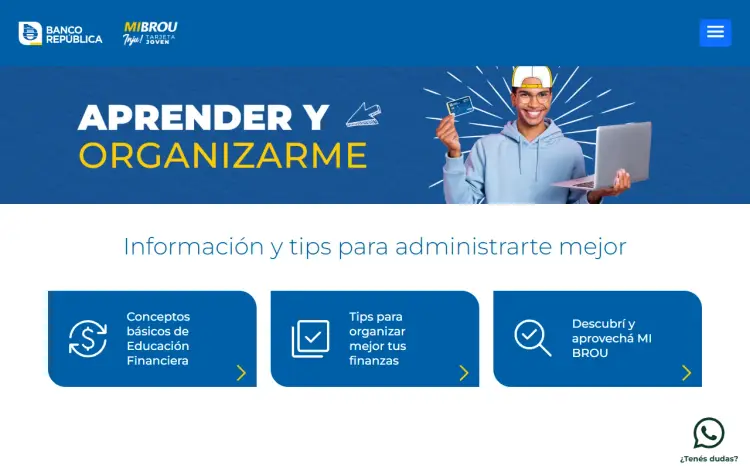 BANCO
REPÚBLICA
MIBROU
Inju! TARJETA
JOVEN
APRENDER Y
ORGANIZARME
Información y tips para administrarte mejor
Conceptos
básicos de
Educación
Financiera
Tips para
organizar
mejor tus
finanzas
Descubrí y
aprovechá MI
BROU
¿Tenés dudas?